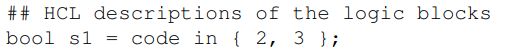 ## HCL descriptions of the logic blocks
bool s1 = code in { 2, 3 };